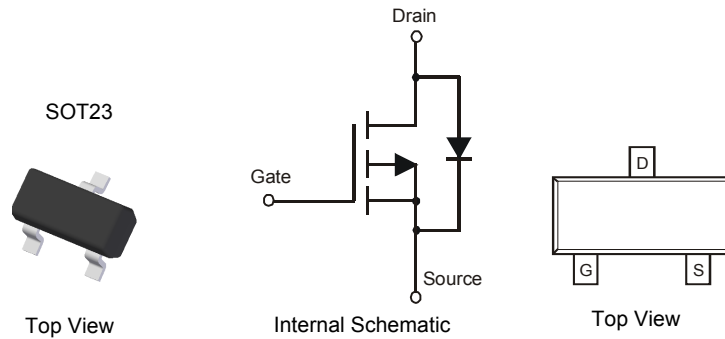 Drain
SOT23
Gate
D
G
S
Source
Top View
Internal Schematic
Top View